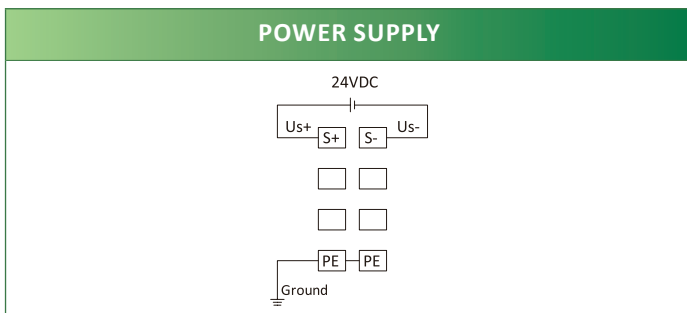 POWER SUPPLY
24VDC
Us+ S+ S- Us-
PE PE
Ground